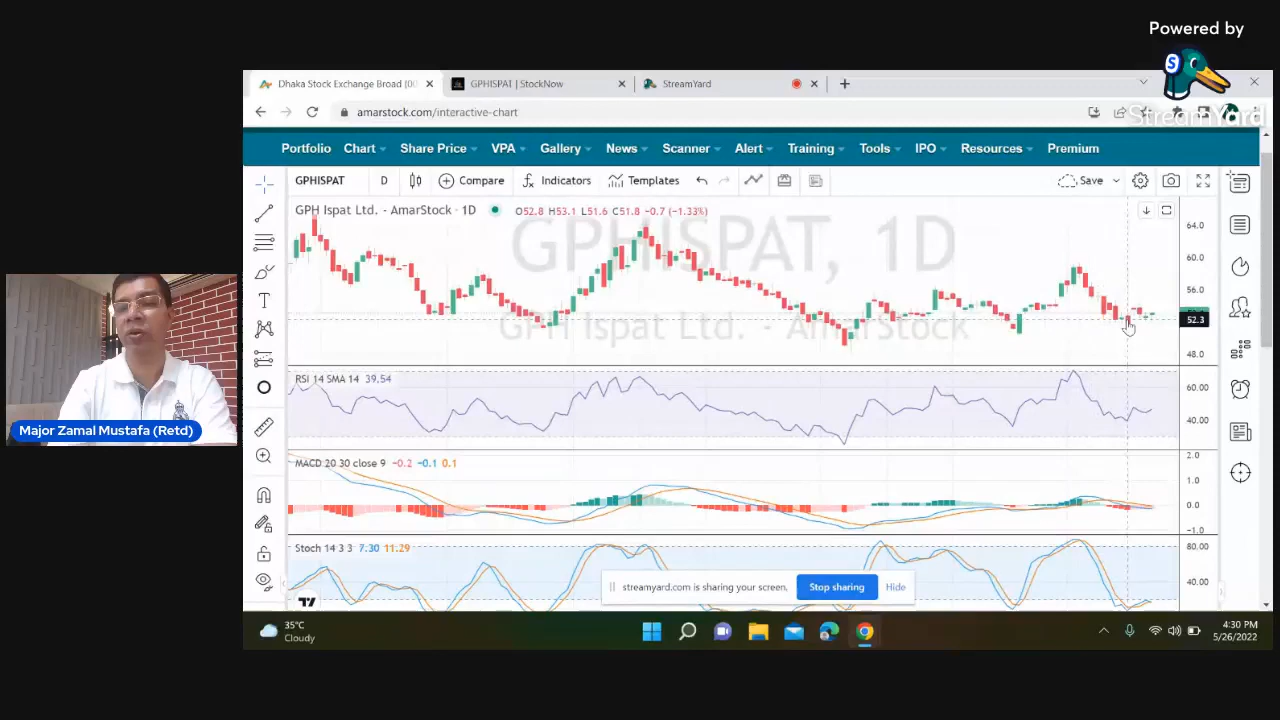 Powered by
StreamYard
Dhaka Stock Exchange Broad (00
GPHISPAT | StockNow
StreamYard
amarstock.com/interactive-chart
Portfolio Chart Share Price VPA Gallery News Scanner Alert Training Tools IPO Resources Premium
GPHISPAT D Compare Indicators Templates Save
GPH Ispat Ltd. - AmarStock · 1D O52.8 H53.1 L51.6 C51.8 -0.7 (-1.33%)
GPHISPAT, 1D
GPH Ispat Ltd. - AmarStock
64.0
60.0
56.0
52.3
48.0
RSI 14 SMA 14 39.54
60.00
40.00
MACD 20 30 close 9 -0.2 -0.1 0.1
2.0
1.0
0.0
-1.0
Stoch 14 3 3 7.30 11.29
80.00
40.00
Major Zamal Mustafa (Retd)
streamyard.com is sharing your screen. Stop sharing Hide
35°C
Cloudy
4:30 PM
5/26/2022